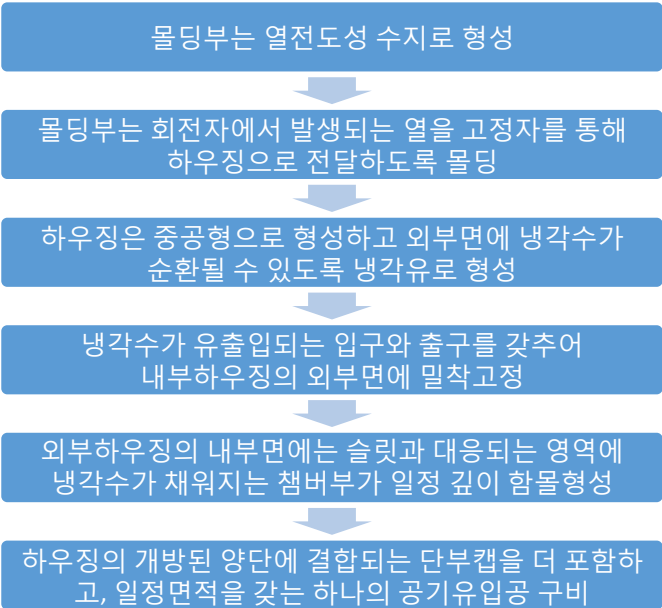 몰딩부는 열전도성 수지로 형성
몰딩부는 회전자에서 발생되는 열을 고정자를 통해
하우징으로 전달하도록 몰딩
하우징은 중공형으로 형성하고 외부면에 냉각수가
순환될 수 있도록 냉각유로 형성
냉각수가 유출입되는 입구와 출구를 갖추어
내부하우징의 외부면에 밀착고정
외부하우징의 내부면에는 슬릿과 대응되는 영역에
냉각수가 채워지는 챔버부가 일정 깊이 함몰형성
하우징의 개방된 양단에 결합되는 단부캡을 더 포함하
고, 일정면적을 갖는 하나의 공기유입공 구비